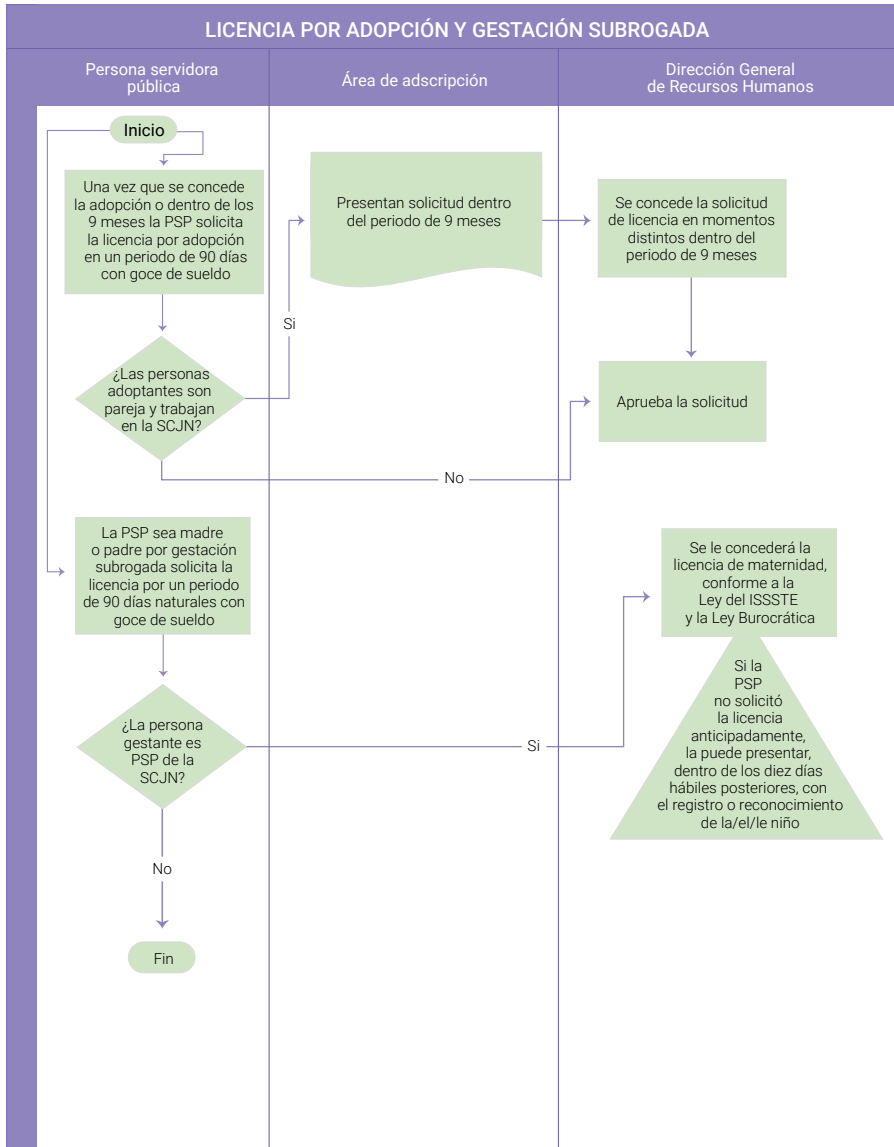 LICENCIA POR ADOPCIÓN Y GESTACIÓN SUBROGADA
Persona servidora
pública
Área de adscripción
Dirección General
de Recursos Humanos
Inicio
Una vez que se concede
la adopción o dentro de los
9 meses la PSP solicita
la licencia por adopción
en un periodo de 90 días
con goce de sueldo
Presentan solicitud dentro
del periodo de 9 meses
Se concede la solicitud
de licencia en momentos
distintos dentro del
periodo de 9 meses
Si
¿Las personas
adoptantes son
pareja y trabajan
en la SCJN?
Aprueba la solicitud
No
La PSP sea madre
o padre por gestación
subrogada solicita la
licencia por un periodo
de 90 días naturales con
goce de sueldo
Se le concederá la
licencia de maternidad,
conforme a la
Ley del ISSSTE
y la Ley Burocrática
Si la
PSP
no solicitó
la licencia
anticipadamente,
la puede presentar,
dentro de los diez días
hábiles posteriores, con
el registro o reconocimiento
de la/el/le niño
¿La persona
gestante es
PSP de la
SCJN?
Si
No
Fin